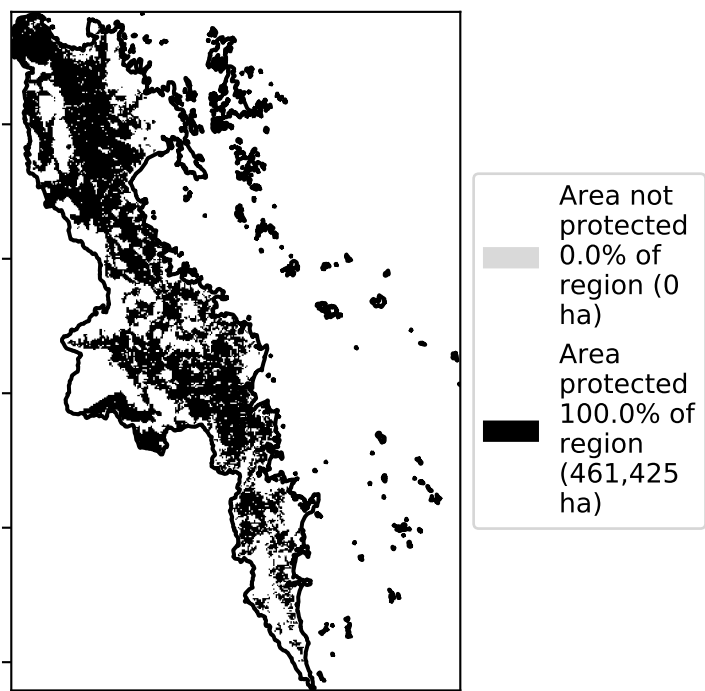 Area not
protected
0.0% of
region (0
ha)
Area
protected
100.0% of
region
(461,425
ha)